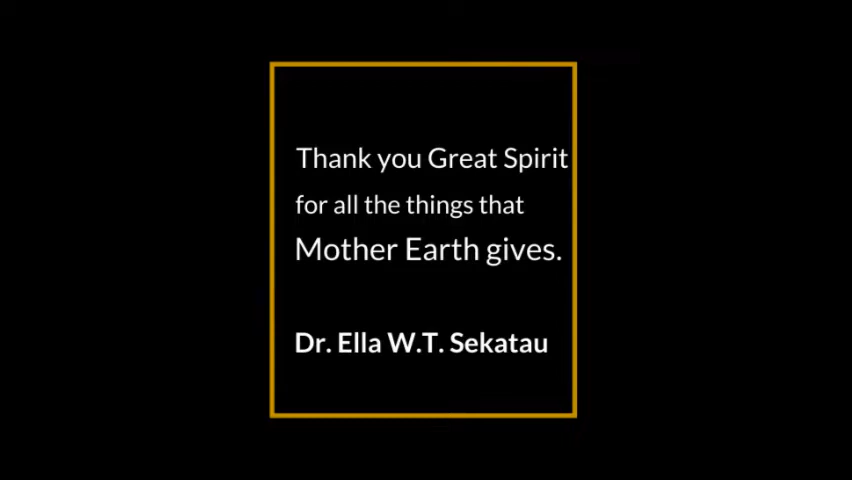 Thank you Great Spirit
for all the things that
Mother Earth gives.
Dr. Ella W.T. Sekatau